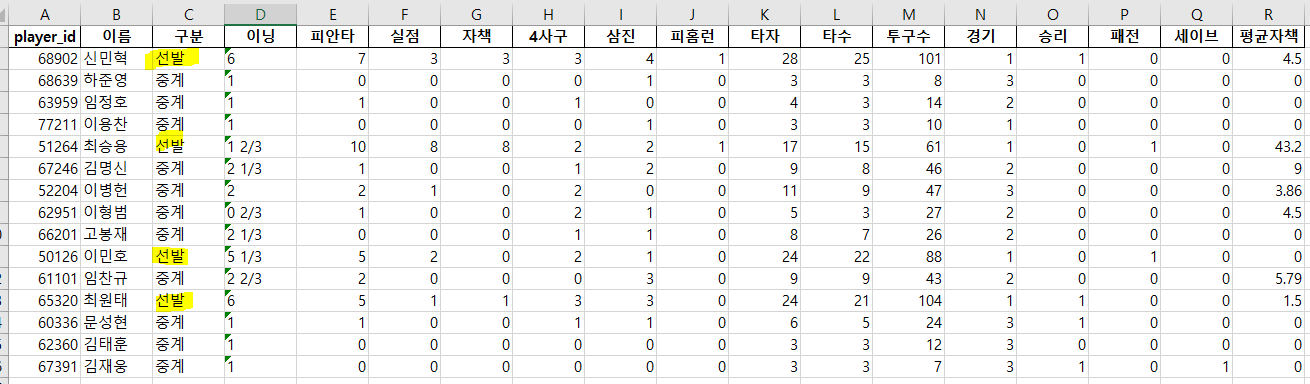 A B C D E F G H I J K L M N O P Q R
player_id 이름 구분 이닝 피안타 실점 자책 4사구 삼진 피홈런 타자 타수 투구수 경기 승리 패전 세이브 평균자책
68902 신민혁 선발 6 7 3 3 3 4 1 28 25 101 1 1 0 0 4.5
68639 하준영 중계 1 0 0 0 0 1 0 3 3 8 3 0 0 0 0
63959 임정호 중계 1 1 0 0 1 0 0 4 3 14 2 0 0 0 0
77211 이용찬 중계 1 0 0 0 0 1 0 3 3 10 1 0 0 0 0
51264 최승용 선발 1 2/3 10 8 8 2 2 1 17 15 61 1 0 1 0 43.2
67246 김명신 중계 2 1/3 1 0 0 1 2 0 9 8 46 2 0 0 0 9
52204 이병헌 중계 2 2 1 0 2 0 0 11 9 47 3 0 0 0 3.86
62951 이형범 중계 0 2/3 1 0 0 2 1 0 5 3 27 2 0 0 0 4.5
66201 고봉재 중계 2 1/3 0 0 0 1 1 0 8 7 26 2 0 0 0 0
50126 이민호 선발 5 1/3 5 2 0 2 1 0 24 22 88 1 0 1 0 0
61101 임찬규 중계 2 2/3 2 0 0 0 3 0 9 9 43 2 0 0 0 5.79
65320 최원태 선발 6 5 1 1 3 3 0 24 21 104 1 1 0 0 1.5
60336 문성현 중계 1 1 0 0 1 1 0 6 5 24 3 1 0 0 0
62360 김태훈 중계 1 0 0 0 0 0 0 3 3 12 3 0 0 0 0
67391 김재웅 중계 1 0 0 0 0 0 0 3 3 7 3 1 0 1 0